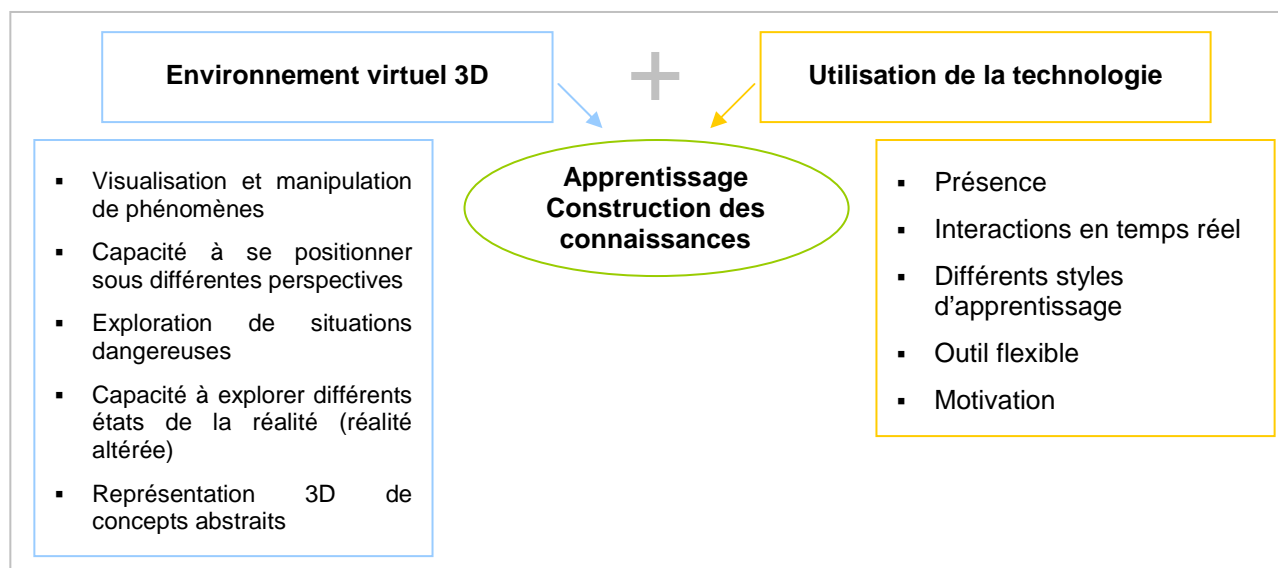 Environnement virtuel 3D
+
Utilisation de la technologie
Apprentissage
Construction des
connaissances
▪ Visualisation et manipulation
de phénomènes
▪ Capacité à se positionner
sous différentes perspectives
▪ Exploration de situations
dangereuses
▪ Capacité à explorer différents
états de la réalité (réalité
altérée)
▪ Représentation 3D de
concepts abstraits
▪ Présence
▪ Interactions en temps réel
▪ Différents styles
d'apprentissage
▪ Outil flexible
▪ Motivation